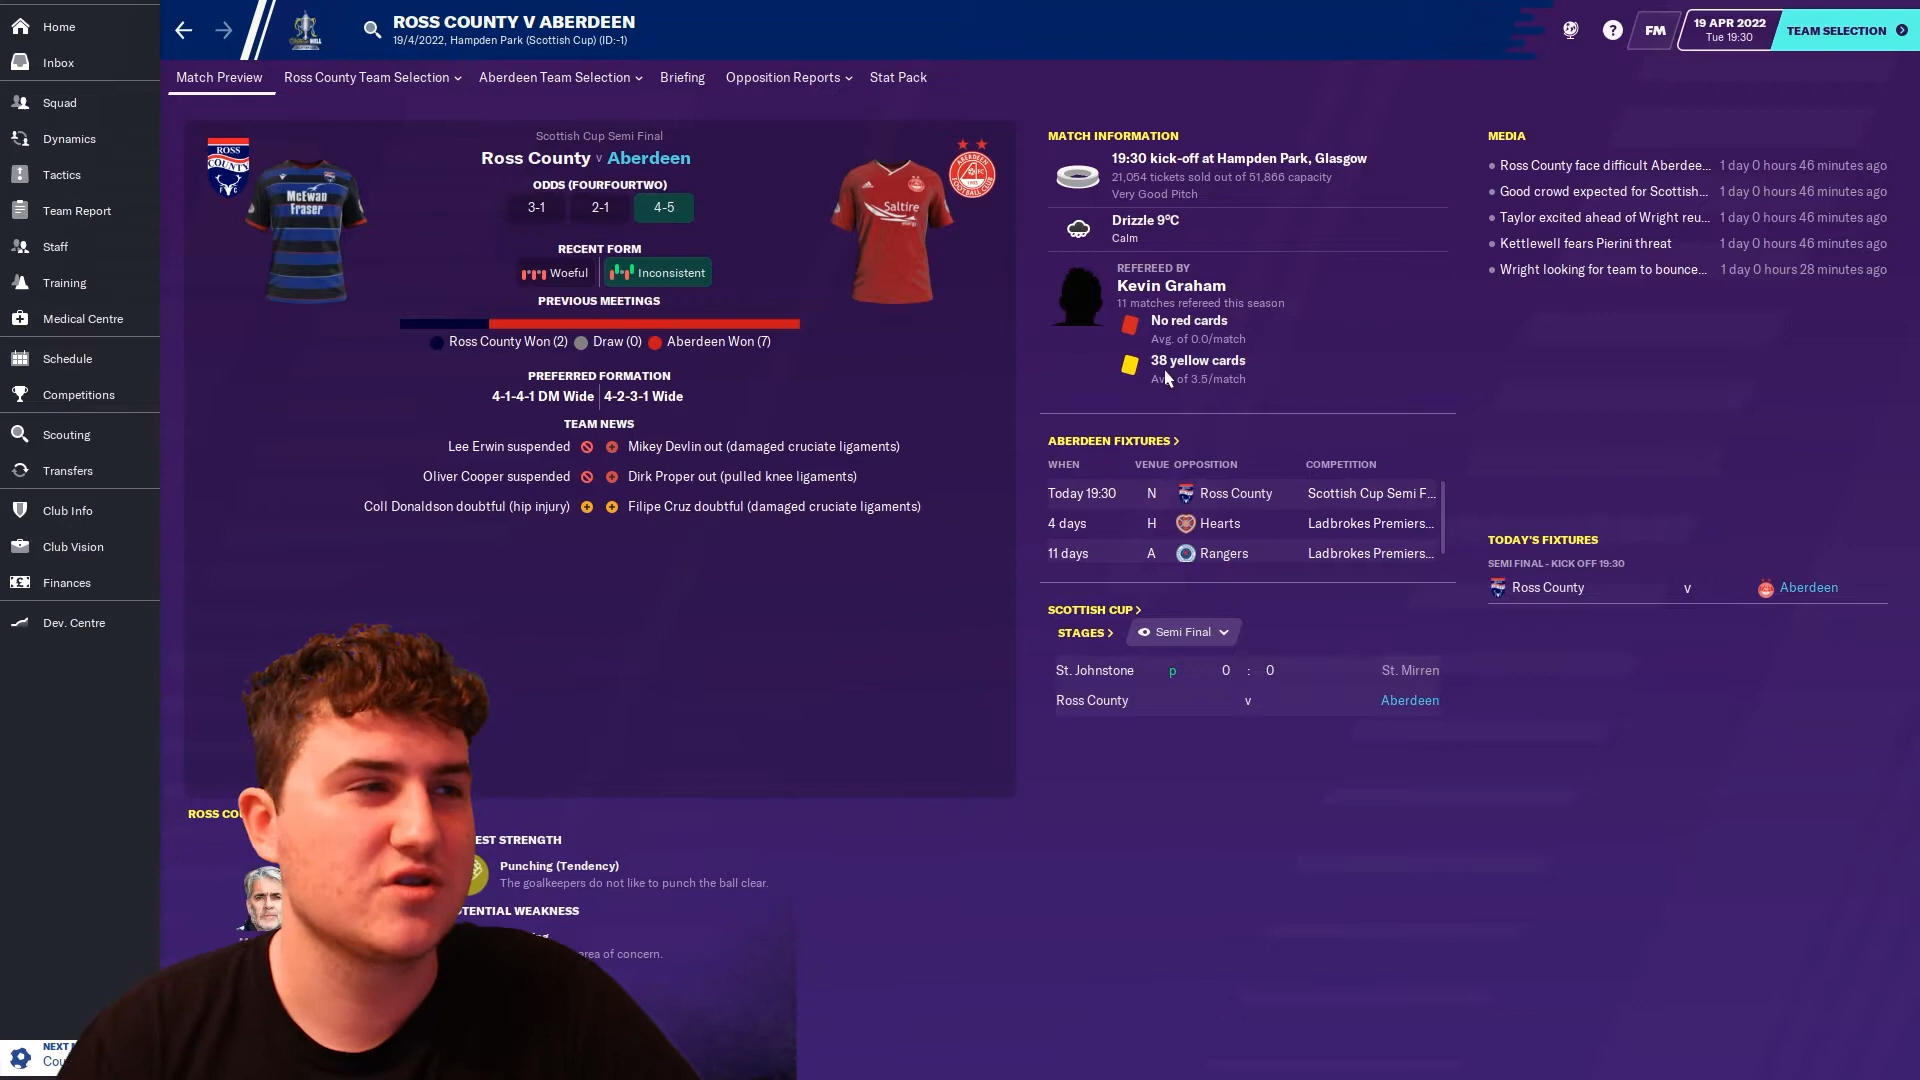 Home
Inbox
Squad
Dynamics
Tactics
Team Report
Staff
Training
Medical Centre
Schedule
Competitions
Scouting
Transfers
Club Info
Club Vision
Finances
Dev. Centre
ROSS COUNTY V ABERDEEN
19/4/2022, Hampden Park (Scottish Cup) (ID:-1)
?
FM
19 APR 2022
Tue 19:30
TEAM SELECTION
Match Preview Ross County Team Selection Aberdeen Team Selection Briefing Opposition Reports Stat Pack
Scottish Cup Semi Final
Ross County v Aberdeen
ODDS (FOURFOURTWO)
3-1 2-1 4-5
RECENT FORM
Woeful Inconsistent
PREVIOUS MEETINGS
Ross County Won (2) Draw (0) Aberdeen Won (7)
PREFERRED FORMATION
4-1-4-1 DM Wide 4-2-3-1 Wide
TEAM NEWS
Lee Erwin suspended Mikey Devlin out (damaged cruciate ligaments)
Oliver Cooper suspended Dirk Proper out (pulled knee ligaments)
Coll Donaldson doubtful (hip injury) Filipe Cruz doubtful (damaged cruciate ligaments)
ROSS COUNTY
McEwan
Fraser
adidas
Saltire
energy
ABERDEEN
FOOTBALL CLUB
1903
ROSS COU
EST STRENGTH
Punching (Tendency)
The goalkeepers do not like to punch the ball clear.
TENTIAL WEAKNESS
area of concern.
MATCH INFORMATION
19:30 kick-off at Hampden Park, Glasgow
21,054 tickets sold out of 51,866 capacity
Very Good Pitch
Drizzle 9°C
Calm
REFEREED BY
Kevin Graham
11 matches refereed this season
No red cards
Avg. of 0.0/match
38 yellow cards
of 3.5/match
ABERDEEN FIXTURES >
WHEN VENUE OPPOSITION COMPETITION
Today 19:30 N Ross County Scottish Cup Semi F...
4 days H Hearts Ladbrokes Premiers...
11 days A Rangers Ladbrokes Premiers...
SCOTTISH CUP >
STAGES > Semi Final
St. Johnstone p 0 : 0 St. Mirren
Ross County v Aberdeen
MEDIA
Ross County face difficult Aberdee... 1 day 0 hours 46 minutes ago
Good crowd expected for Scottish... 1 day 0 hours 46 minutes ago
Taylor excited ahead of Wright reu... 1 day 0 hours 46 minutes ago
Kettlewell fears Pierini threat 1 day 0 hours 46 minutes ago
Wright looking for team to bounce... 1 day 0 hours 28 minutes ago
TODAY'S FIXTURES
SEMI FINAL - KICK OFF 19:30
Ross County v Aberdeen
NEXT
Cou